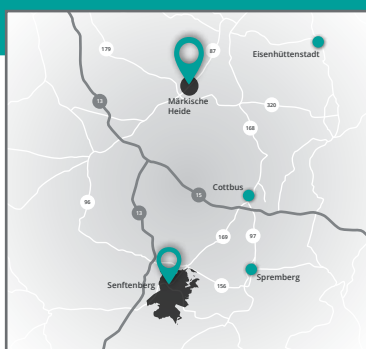 179
87
Eisenhüttenstadt
13
Märkische
Heide
320
168
Cottbus
15
96
13
169
97
Senftenberg
156
Spremberg